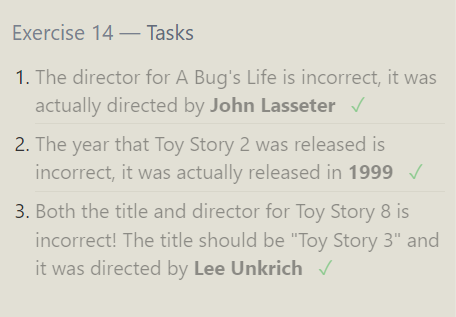 Exercise 14 — Tasks
1. The director for A Bug's Life is incorrect, it was
actually directed by John Lasseter ✓
2. The year that Toy Story 2 was released is
incorrect, it was actually released in 1999 ✓
3. Both the title and director for Toy Story 8 is
incorrect! The title should be "Toy Story 3" and
it was directed by Lee Unkrich ✓